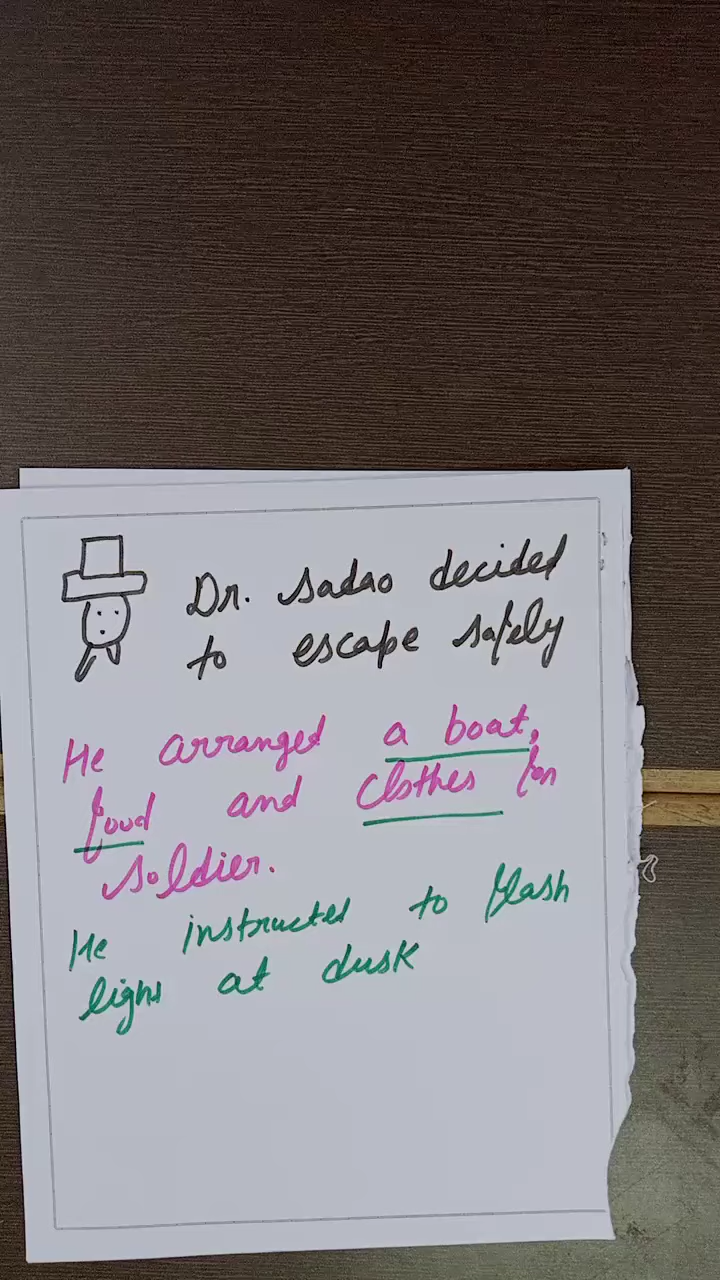 Dr. Sadao decided
to escape safely
He arranged a boat,
food and clothes for
soldier.
He instructed to flash
light at dusk